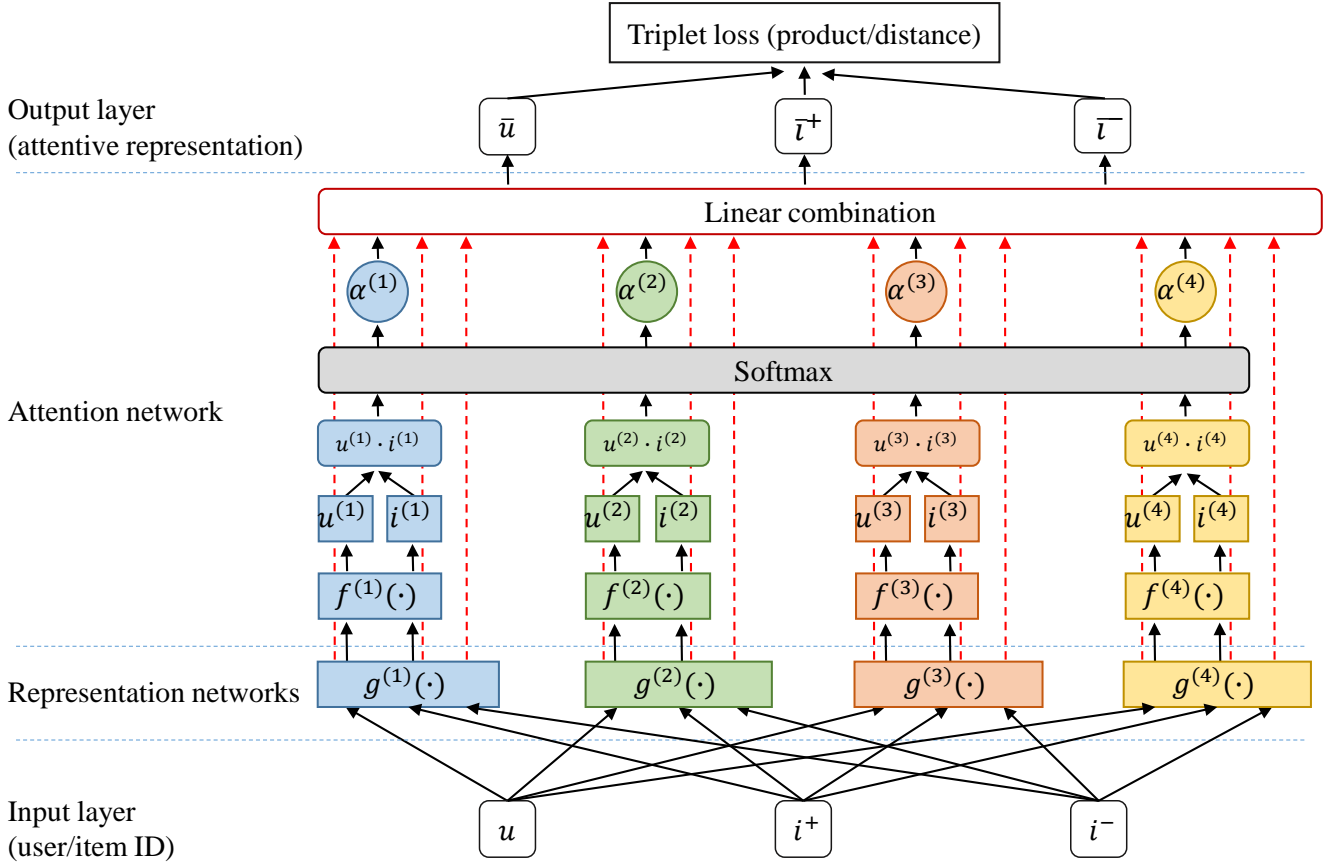 Triplet loss (product/distance)
Output layer
(attentive representation)
ū
ī⁺
ī⁻
Linear combination
α⁽¹⁾
α⁽²⁾
α⁽³⁾
α⁽⁴⁾
Softmax
Attention network
u⁽¹⁾ · i⁽¹⁾
u⁽²⁾ · i⁽²⁾
u⁽³⁾ · i⁽³⁾
u⁽⁴⁾ · i⁽⁴⁾
u⁽¹⁾ i⁽¹⁾
u⁽²⁾ i⁽²⁾
u⁽³⁾ i⁽³⁾
u⁽⁴⁾ i⁽⁴⁾
f⁽¹⁾(·)
f⁽²⁾(·)
f⁽³⁾(·)
f⁽⁴⁾(·)
Representation networks
g⁽¹⁾(·)
g⁽²⁾(·)
g⁽³⁾(·)
g⁽⁴⁾(·)
Input layer
(user/item ID)
u
i⁺
i⁻